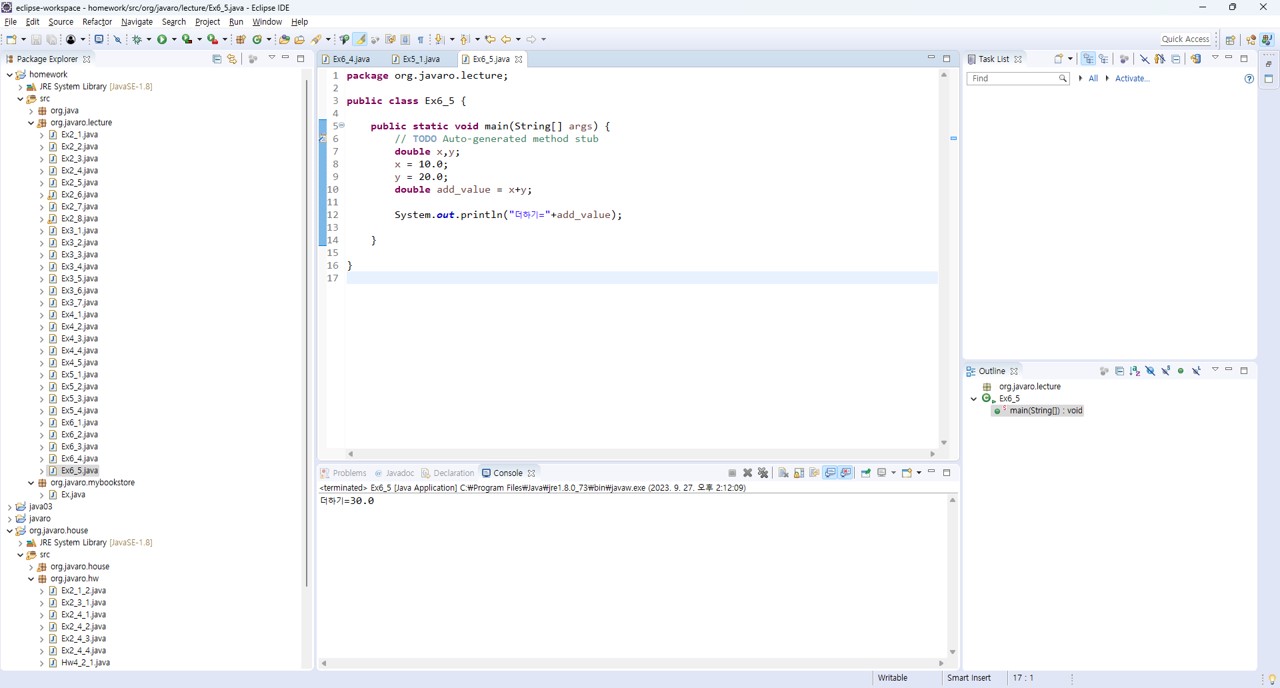 eclipse-workspace - homework/src/org/javaro/lecture/Ex6_5.java - Eclipse IDE
File Edit Source Refactor Navigate Search Project Run Window Help
Quick Access
Package Explorer
homework
JRE System Library [JavaSE-1.8]
src
org.java
org.javaro.lecture
Ex2_1.java
Ex2_2.java
Ex2_3.java
Ex2_4.java
Ex2_5.java
Ex2_6.java
Ex2_7.java
Ex2_8.java
Ex3_1.java
Ex3_2.java
Ex3_3.java
Ex3_4.java
Ex3_5.java
Ex3_6.java
Ex3_7.java
Ex4_1.java
Ex4_2.java
Ex4_3.java
Ex4_4.java
Ex4_5.java
Ex5_1.java
Ex5_2.java
Ex5_3.java
Ex5_4.java
Ex6_1.java
Ex6_2.java
Ex6_3.java
Ex6_4.java
Ex6_5.java
org.javaro.mybookstore
Ex.java
java03
javaro
org.javaro.house
JRE System Library [JavaSE-1.8]
src
org.javaro.house
org.javaro.hw
Ex2_1_2.java
Ex2_3_1.java
Ex2_4_1.java
Ex2_4_2.java
Ex2_4_3.java
Ex2_4_4.java
Hw4_2_1.java
Ex6_4.java Ex5_1.java Ex6_5.java
1 package org.javaro.lecture;
2
3 public class Ex6_5 {
4
5 public static void main(String[] args) {
6 // TODO Auto-generated method stub
7 double x,y;
8 x = 10.0;
9 y = 20.0;
10 double add_value = x+y;
11
12 System.out.println("더하기="+add_value);
13
14 }
15
16 }
17
Problems Javadoc Declaration Console
<terminated> Ex6_5 [Java Application] C:₩Program Files₩Java₩jre1.8.0_73₩bin₩javaw.exe (2023. 9. 27. 오후 2:12:09)
더하기=30.0
Task List
Find All Activate...
Outline
org.javaro.lecture
Ex6_5
main(String[]) : void
Writable Smart Insert 17 : 1